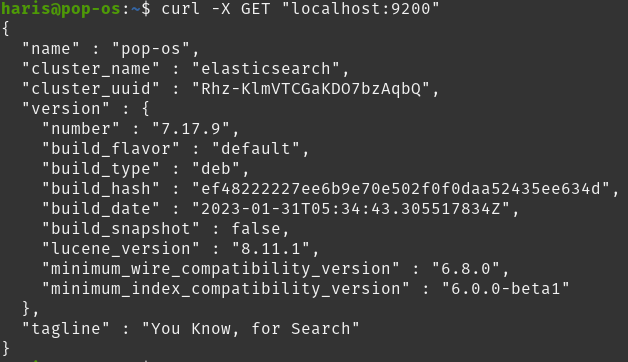 haris@pop-os:~$ curl -X GET "localhost:9200"
{
  "name" : "pop-os",
  "cluster_name" : "elasticsearch",
  "cluster_uuid" : "Rhz-KlmVTCGaKDO7bzAqbQ",
  "version" : {
    "number" : "7.17.9",
    "build_flavor" : "default",
    "build_type" : "deb",
    "build_hash" : "ef48222227ee6b9e70e502f0f0daa52435ee634d",
    "build_date" : "2023-01-31T05:34:43.305517834Z",
    "build_snapshot" : false,
    "lucene_version" : "8.11.1",
    "minimum_wire_compatibility_version" : "6.8.0",
    "minimum_index_compatibility_version" : "6.0.0-beta1"
  },
  "tagline" : "You Know, for Search"
}